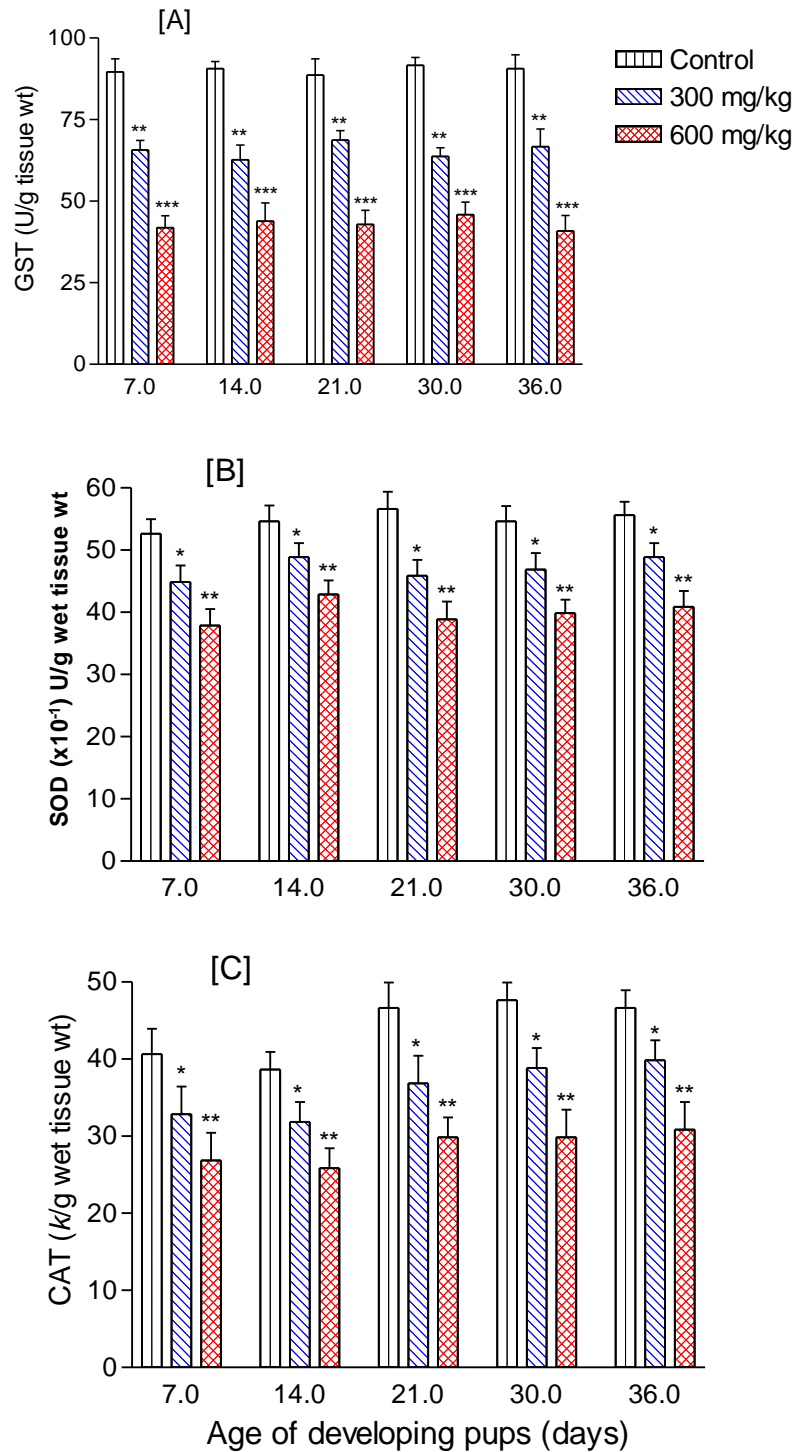 [A]
100
75
50
25
0
GST (U/g tissue wt)
** *** ** *** ** *** ** *** ** ***
7.0 14.0 21.0 30.0 36.0
Control
300 mg/kg
600 mg/kg
[B]
60
50
40
30
20
10
0
SOD (x10⁻¹) U/g wet tissue wt
* ** * ** * ** * ** * **
7.0 14.0 21.0 30.0 36.0
[C]
50
40
30
20
10
0
CAT (k/g wet tissue wt)
* ** * ** * ** * ** * **
7.0 14.0 21.0 30.0 36.0
Age of developing pups (days)